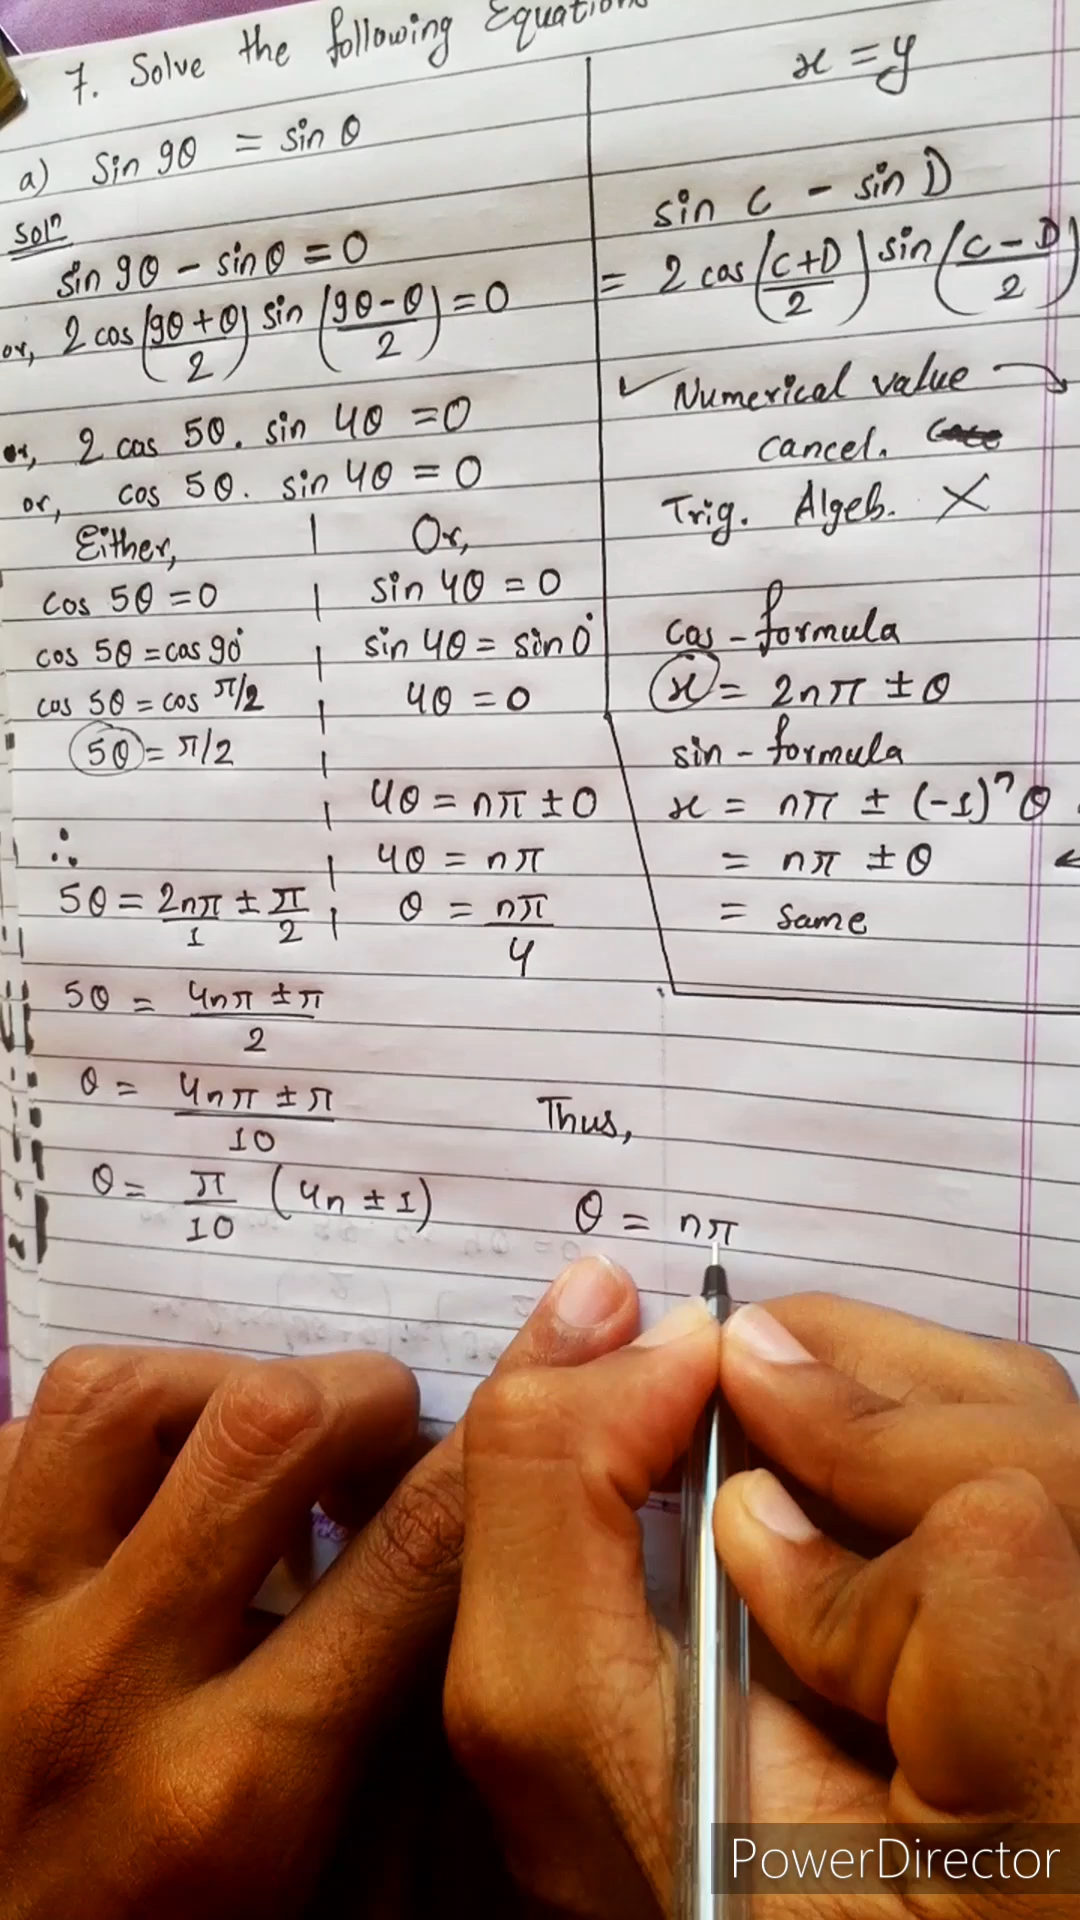 7. Solve the following Equation
a) Sin 9θ = sin θ
Solⁿ
sin 9θ - sin θ = 0
or, 2 cos (9θ + θ / 2) sin (9θ - θ / 2) = 0
or, 2 cos 5θ. sin 4θ = 0
or, cos 5θ. sin 4θ = 0
Either, | Or,
cos 5θ = 0 | sin 4θ = 0
cos 5θ = cos 90° | sin 4θ = sin 0°
cos 5θ = cos π/2 | 4θ = 0
5θ = π/2
4θ = nπ ± 0
∴ | 4θ = nπ
5θ = 2nπ/1 ± π/2 | θ = nπ/4
5θ = 4nπ ± π / 2
θ = 4nπ ± π / 10
θ = π/10 (4n ± 1)
x = y
sin C - sin D
= 2 cos (C+D / 2) sin (C - D / 2)
✓ Numerical value →
cancel.
Trig. Algeb. ✗
cos - formula
x = 2nπ ± θ
sin - formula
x = nπ ± (-1)ⁿ θ
= nπ ± θ ←
= same
Thus,
θ = nπ
PowerDirector